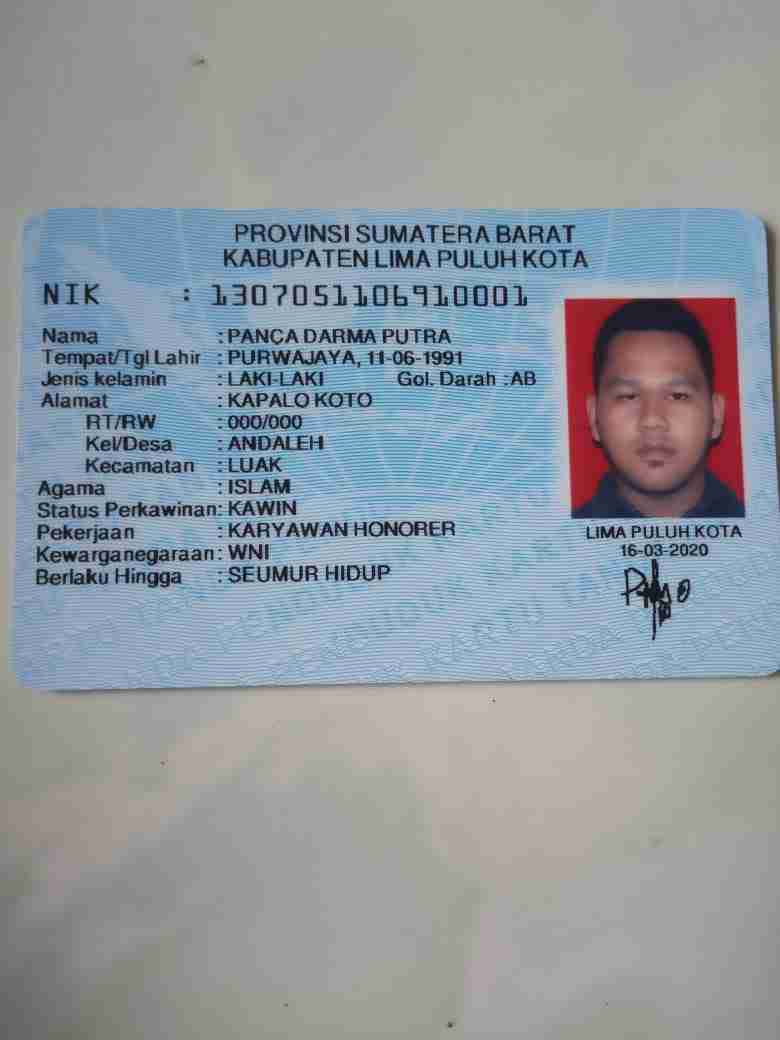 PROVINSI SUMATERA BARAT
KABUPATEN LIMA PULUH KOTA
NIK : 1307051106910001
Nama : PANCA DARMA PUTRA
Tempat/Tgl Lahir : PURWAJAYA, 11-06-1991
Jenis kelamin : LAKI-LAKI Gol. Darah : AB
Alamat : KAPALO KOTO
RT/RW : 000/000
Kel/Desa : ANDALEH
Kecamatan : LUAK
Agama : ISLAM
Status Perkawinan: KAWIN
Pekerjaan : KARYAWAN HONORER
Kewarganegaraan: WNI
Berlaku Hingga : SEUMUR HIDUP
LIMA PULUH KOTA
16-03-2020